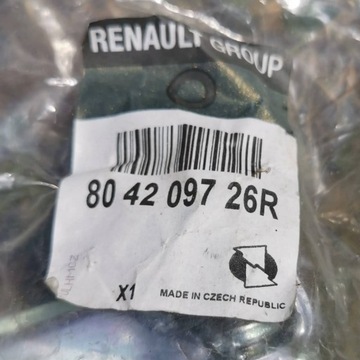 RENAULT GROUP
80 42 097 26R
X1
MADE IN CZECH REPUBLIC